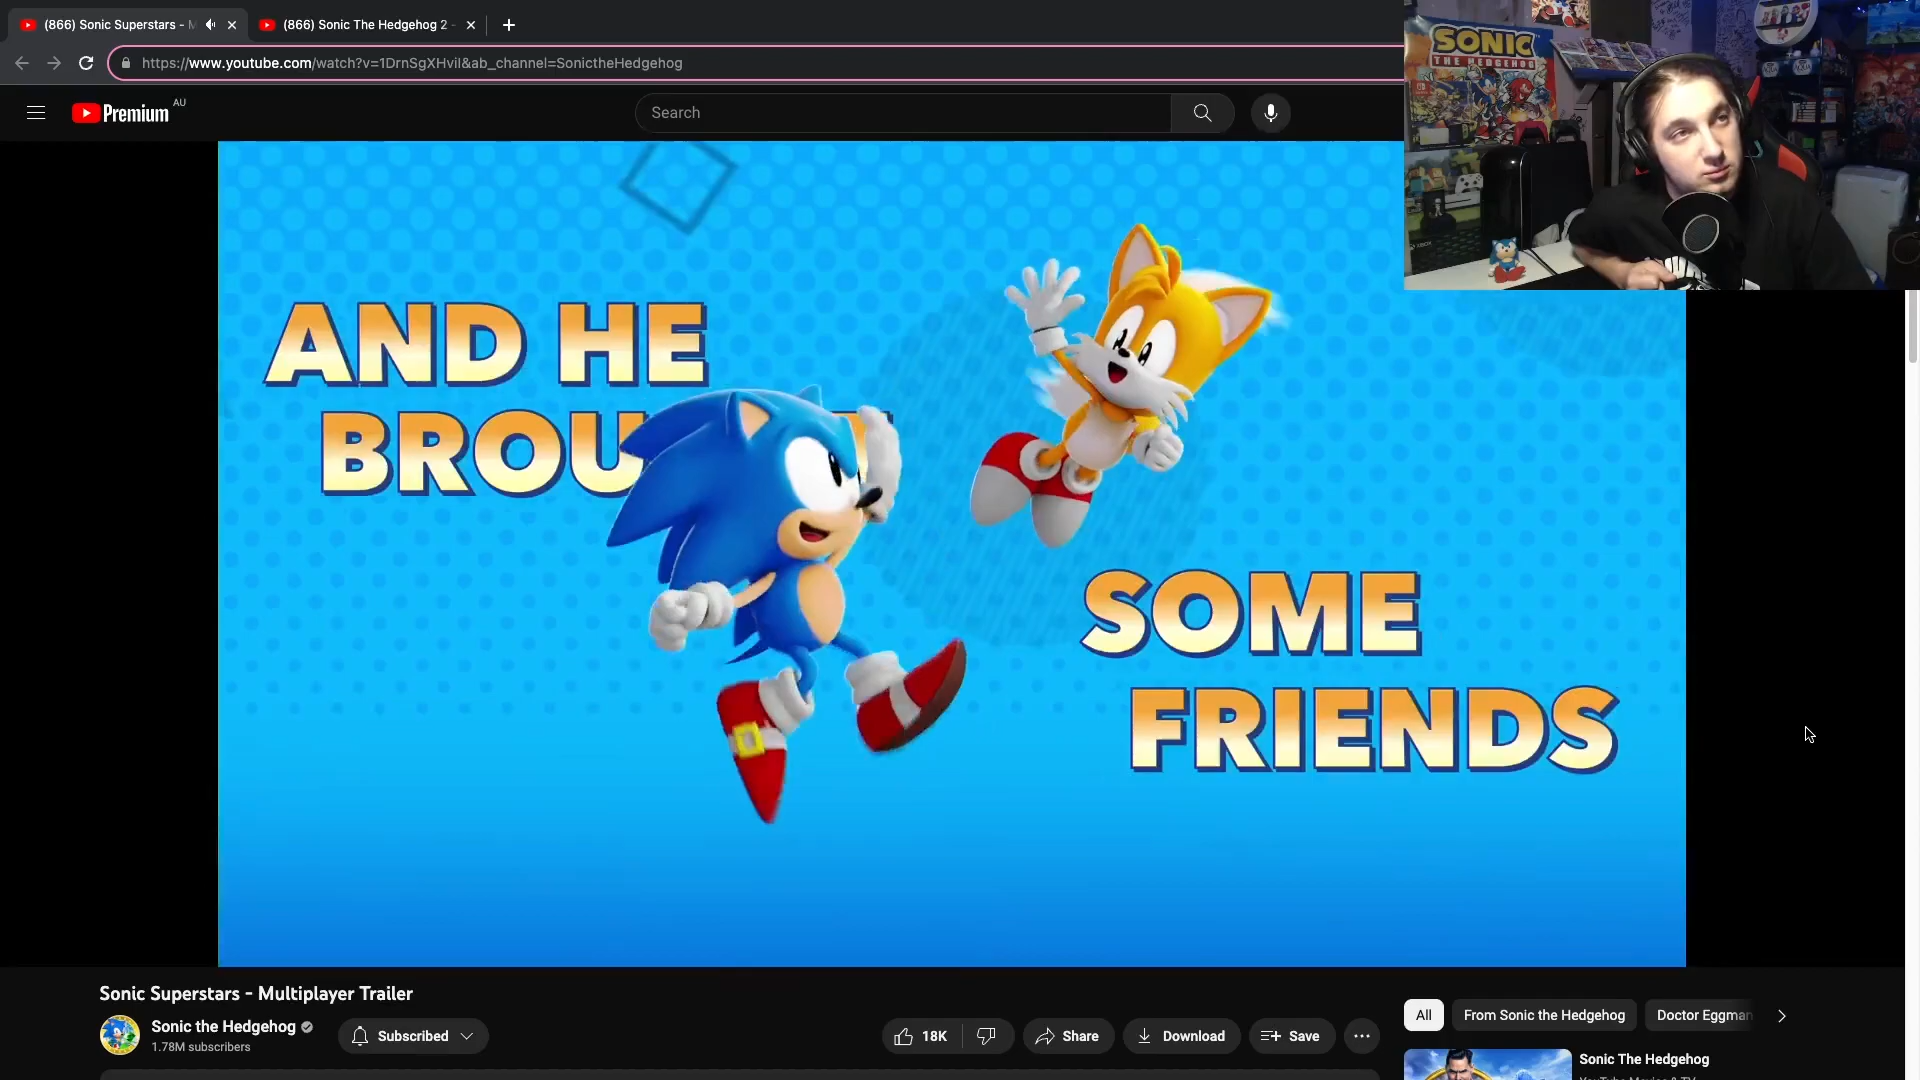 (866) Sonic Superstars -
(866) Sonic The Hedgehog 2 -
https://www.youtube.com/watch?v=1DrnSgXHviI&ab_channel=SonictheHedgehog
Premium AU
Search
SONIC
THE HEDGEHOG
AND HE
BROU
SOME
FRIENDS
Sonic Superstars - Multiplayer Trailer
Sonic the Hedgehog
1.78M subscribers
Subscribed
18K
Share
Download
Save
All
From Sonic the Hedgehog
Doctor Eggman
Sonic The Hedgehog